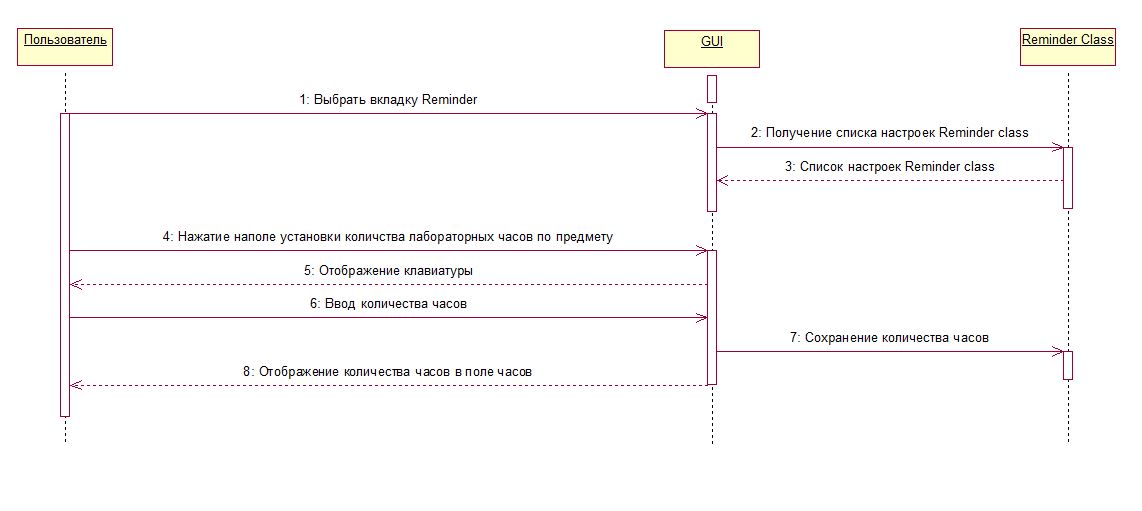 Пользователь
GUI
Reminder Class
1: Выбрать вкладку Reminder
2: Получение списка настроек Reminder class
3: Список настроек Reminder class
4: Нажатие наполе установки количства лабораторных часов по предмету
5: Отображение клавиатуры
6: Ввод количества часов
7: Сохранение количества часов
8: Отображение количества часов в поле часов